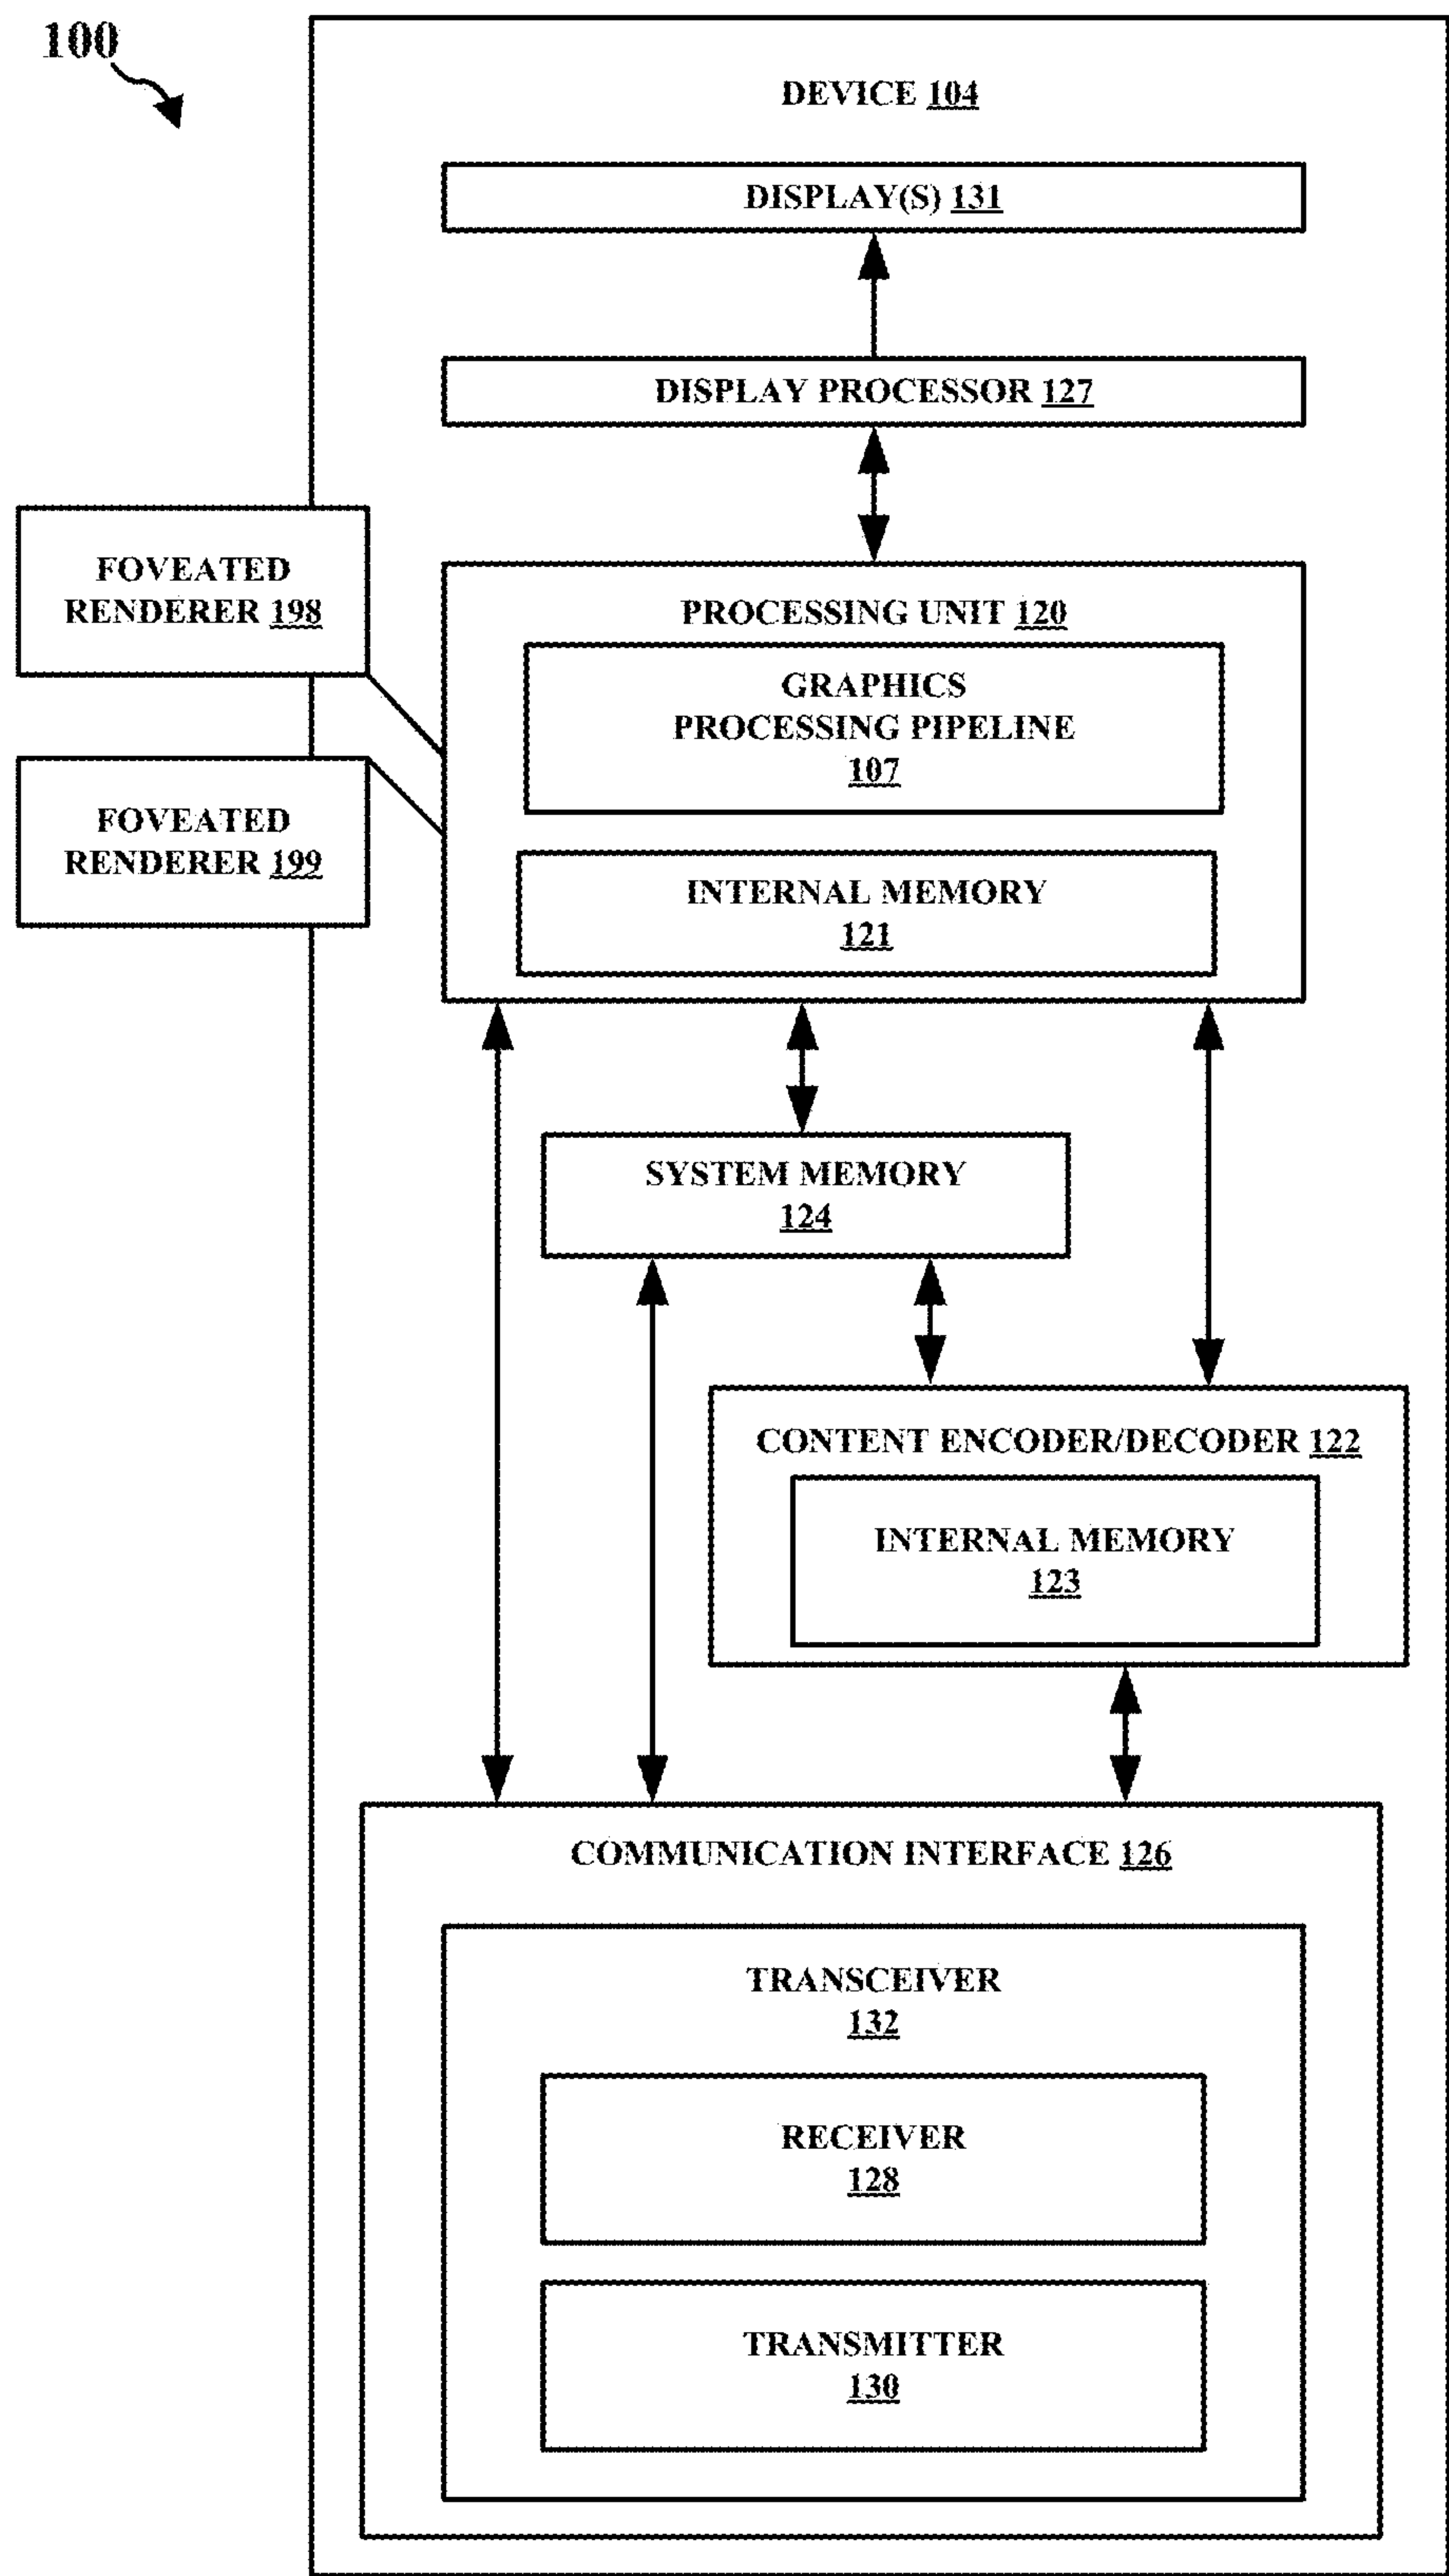 100
DEVICE 104
DISPLAY(S) 131
DISPLAY PROCESSOR 127
FOVEATED
RENDERER 198
PROCESSING UNIT 120
GRAPHICS
PROCESSING PIPELINE
107
FOVEATED
RENDERER 199
INTERNAL MEMORY
121
SYSTEM MEMORY
124
CONTENT ENCODER/DECODER 122
INTERNAL MEMORY
123
COMMUNICATION INTERFACE 126
TRANSCEIVER
132
RECEIVER
128
TRANSMITTER
130